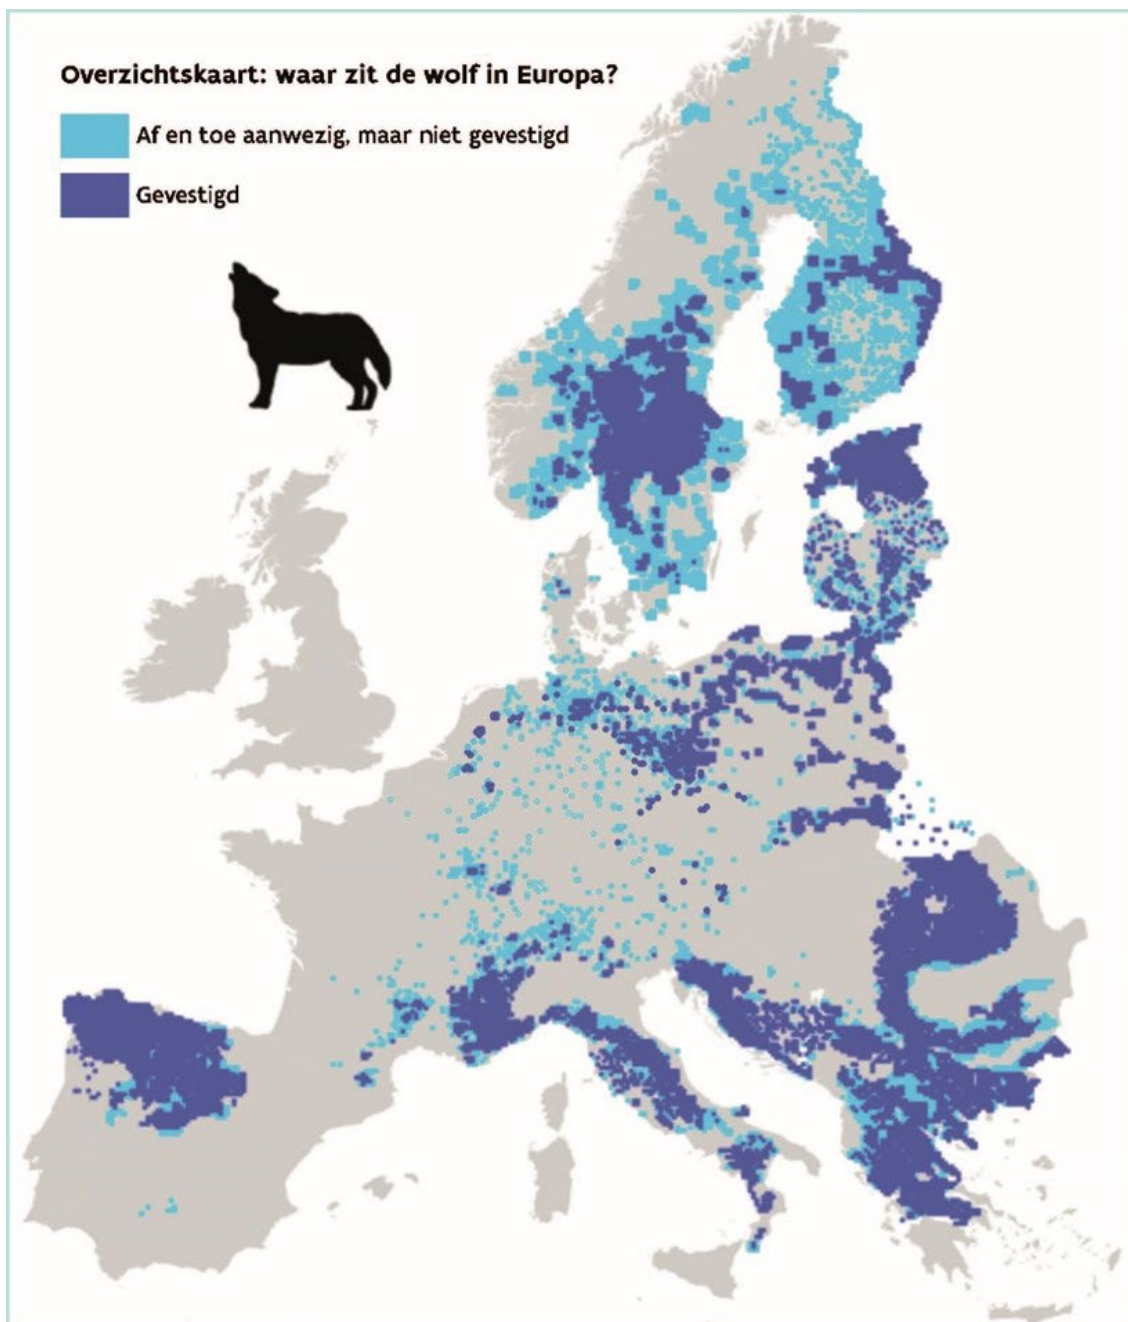 Overzichtskaart: waar zit de wolf in Europa?
Af en toe aanwezig, maar niet gevestigd
Gevestigd